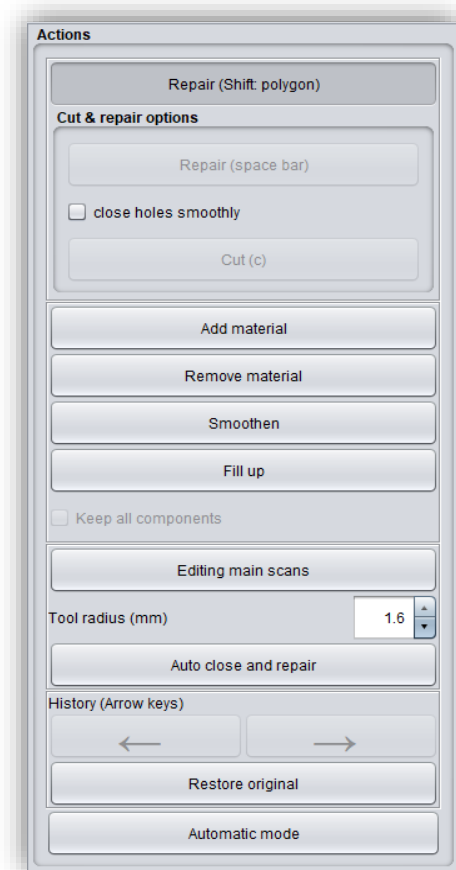 Actions
Repair (Shift: polygon)
Cut & repair options
Repair (space bar)
close holes smoothly
Cut (c)
Add material
Remove material
Smoothen
Fill up
Keep all components
Editing main scans
Tool radius (mm) 1.6
Auto close and repair
History (Arrow keys)
← →
Restore original
Automatic mode